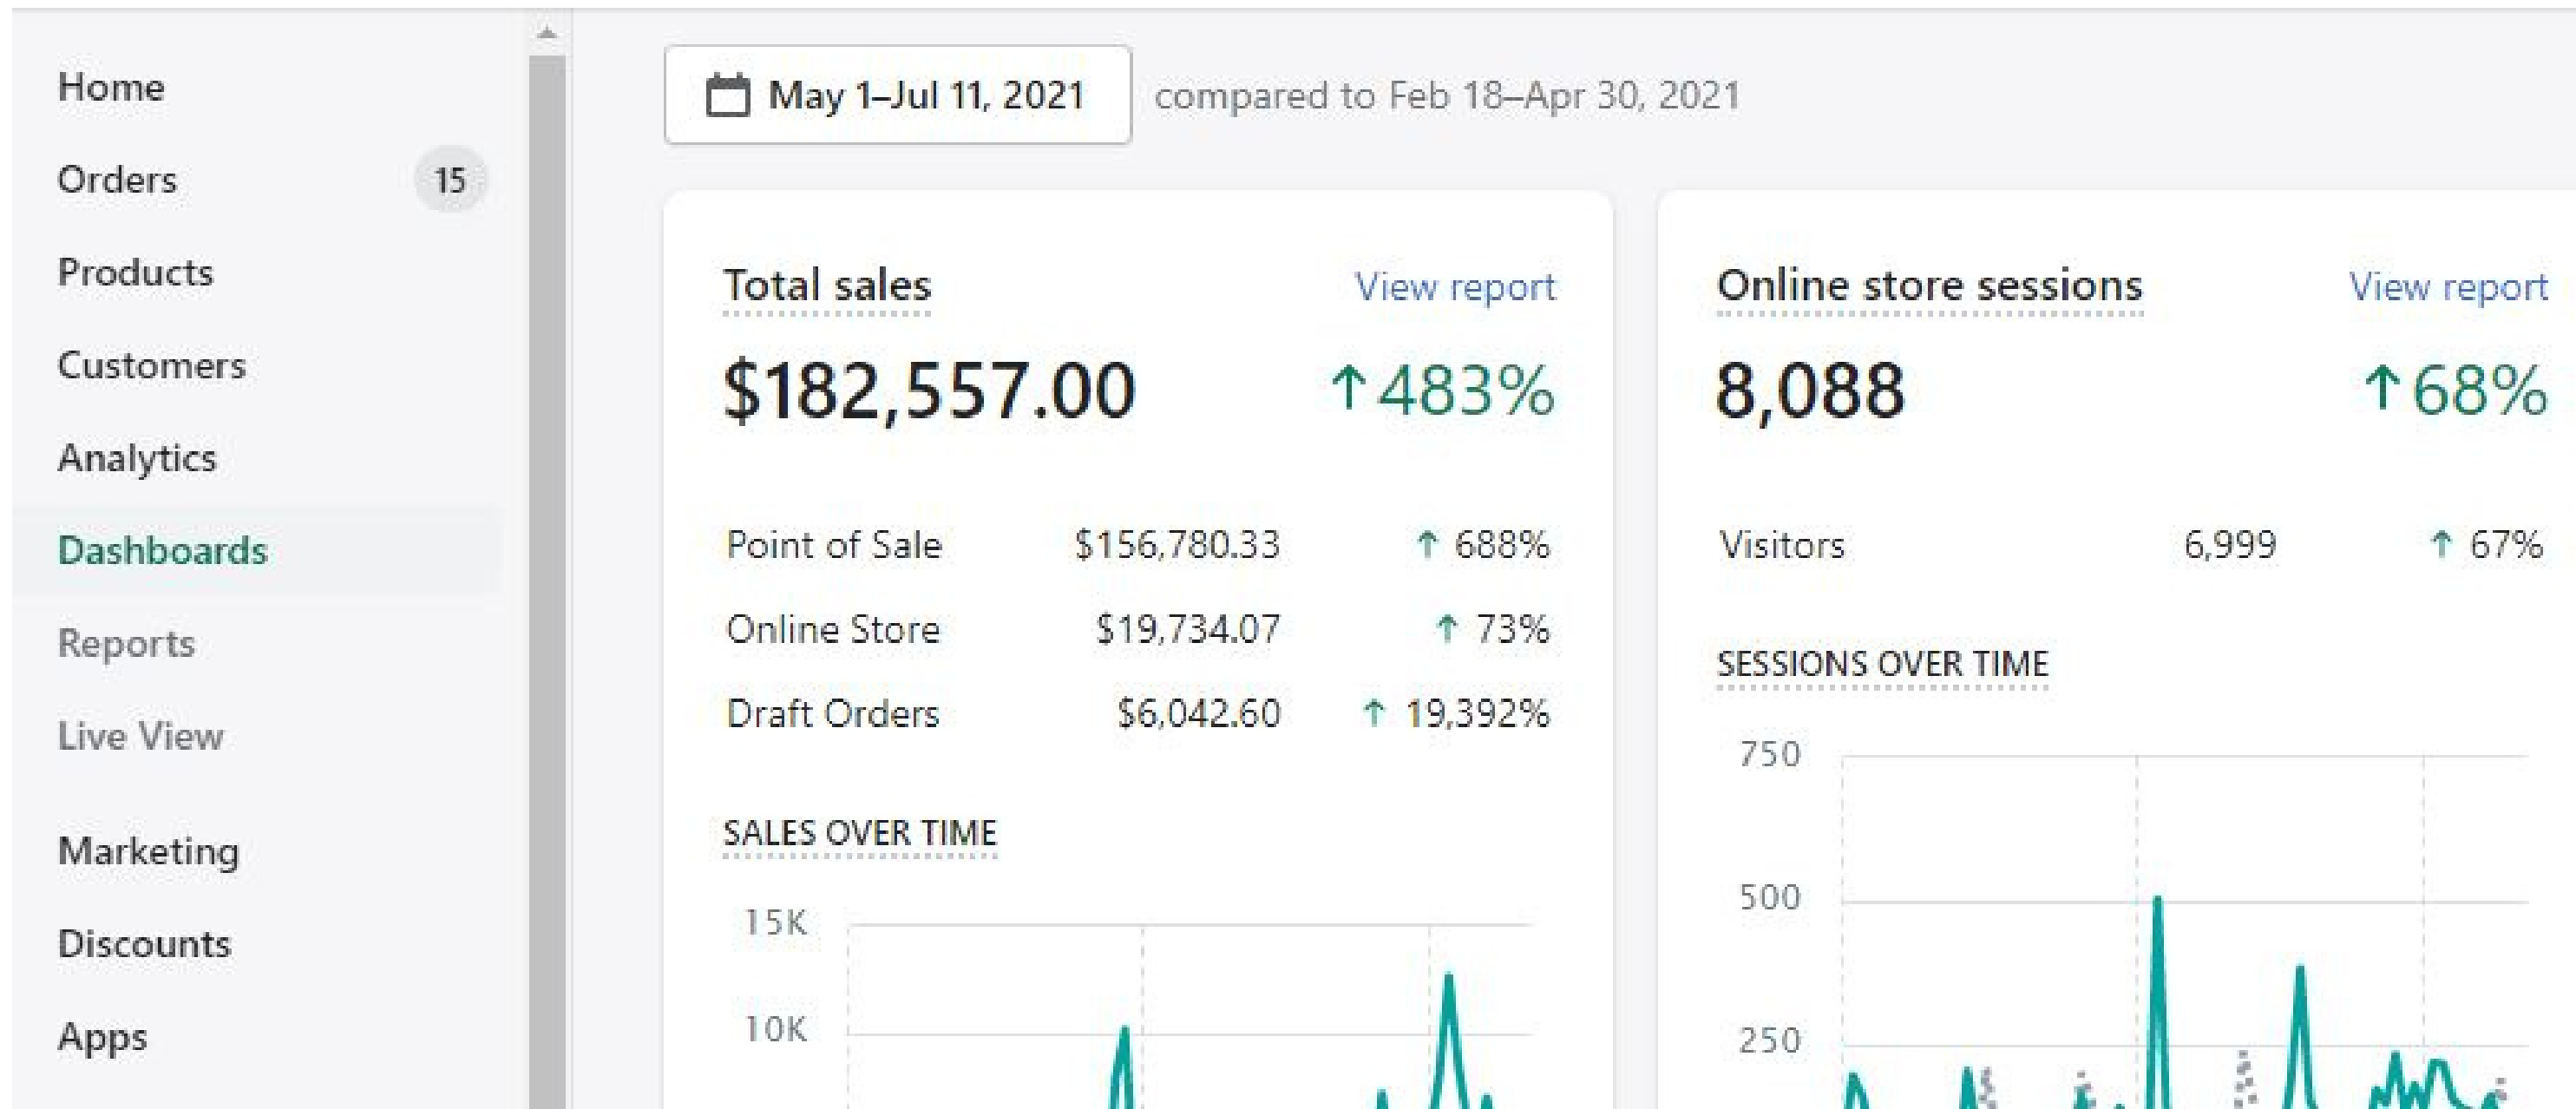 Home
Orders 15
Products
Customers
Analytics
Dashboards
Reports
Live View
Marketing
Discounts
Apps
May 1–Jul 11, 2021 compared to Feb 18–Apr 30, 2021
Total sales View report
$182,557.00 ↑483%
Point of Sale $156,780.33 ↑ 688%
Online Store $19,734.07 ↑ 73%
Draft Orders $6,042.60 ↑ 19,392%
SALES OVER TIME
15K
10K
Online store sessions View report
8,088 ↑68%
Visitors 6,999 ↑ 67%
SESSIONS OVER TIME
750
500
250